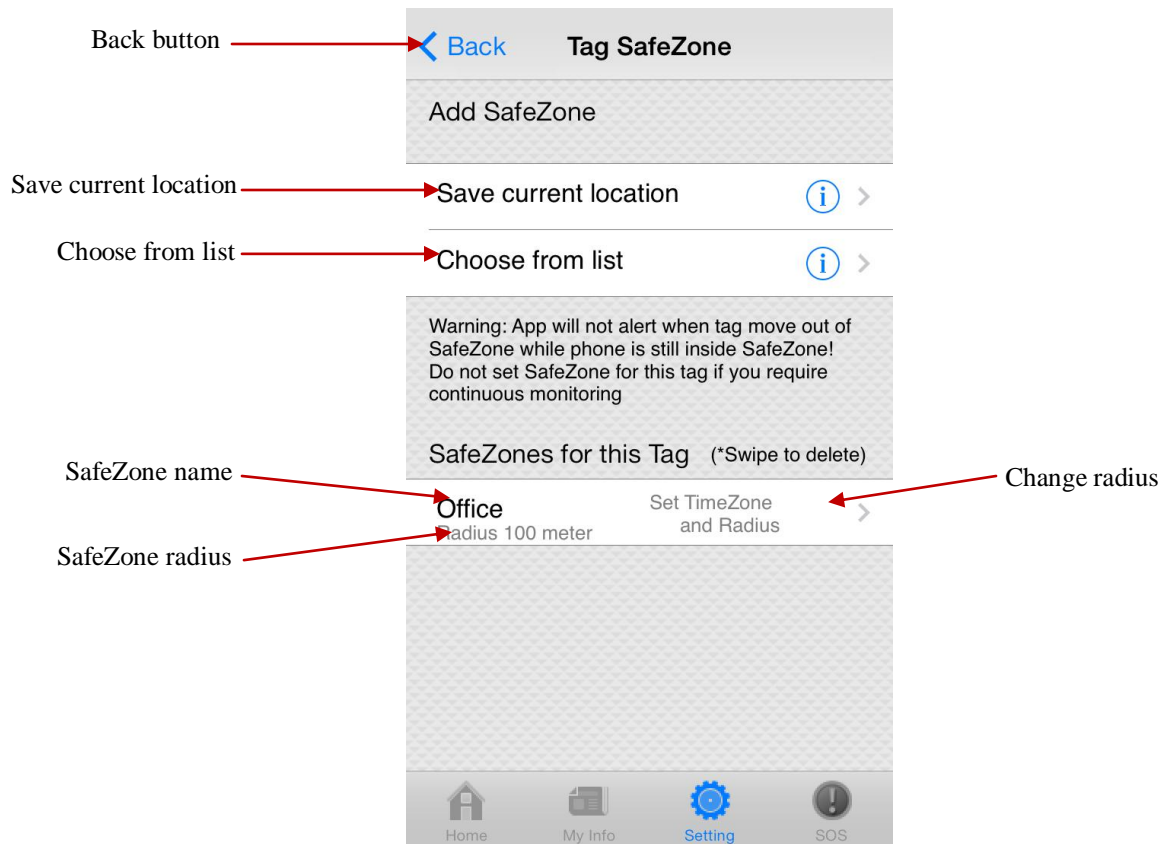 Back button
Back
Tag SafeZone
Add SafeZone
Save current location
Save current location
i
Choose from list
Choose from list
i
Warning: App will not alert when tag move out of
SafeZone while phone is still inside SafeZone!
Do not set SafeZone for this tag if you require
continuous monitoring
SafeZones for this Tag (*Swipe to delete)
SafeZone name
Office
Set TimeZone
and Radius
Change radius
Radius 100 meter
SafeZone radius
Home
My Info
Setting
SOS